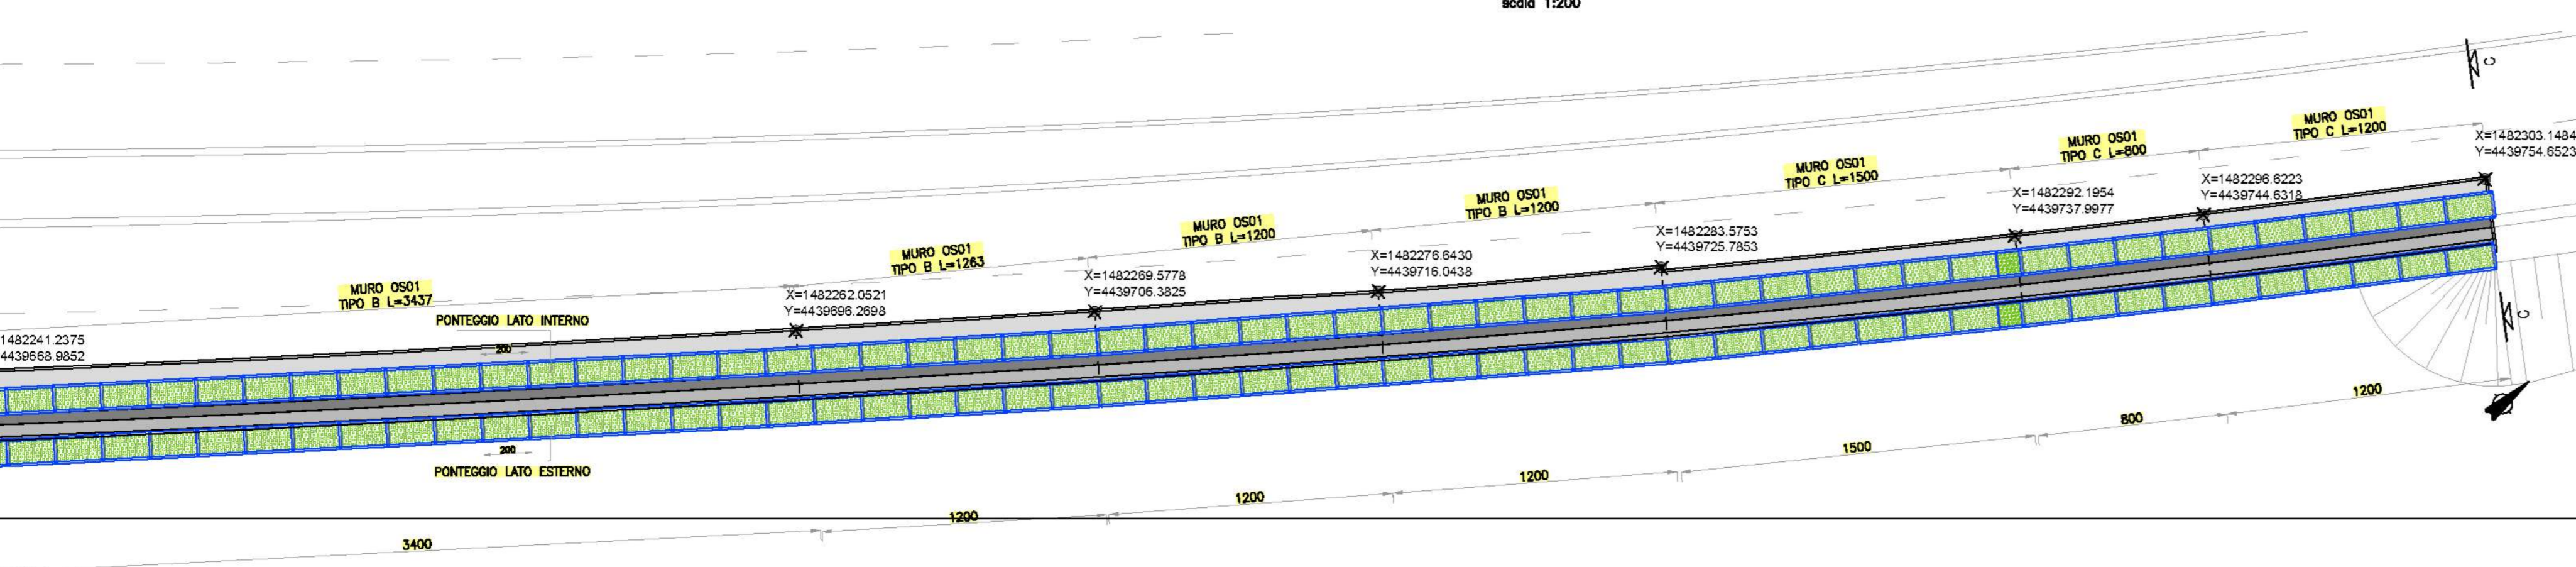 scala 1:200
C
MURO OS01
TIPO C L=1200
X=1482303.1484
Y=4439754.6523
MURO OS01
TIPO C L=800
MURO OS01
TIPO C L=1500
X=1482296.6223
Y=4439744.6318
X=1482292.1954
Y=4439737.9977
MURO OS01
TIPO B L=1200
X=1482283.5753
Y=4439725.7853
MURO OS01
TIPO B L=1200
X=1482276.6430
Y=4439716.0438
MURO OS01
TIPO B L=1263
X=1482269.5778
Y=4439706.3825
MURO OS01
TIPO B L=3437
X=1482262.0521
Y=4439696.2698
PONTEGGIO LATO INTERNO
200
1482241.2375
4439668.9852
C
200
PONTEGGIO LATO ESTERNO
1200
800
1500
1200
1200
1200
3400